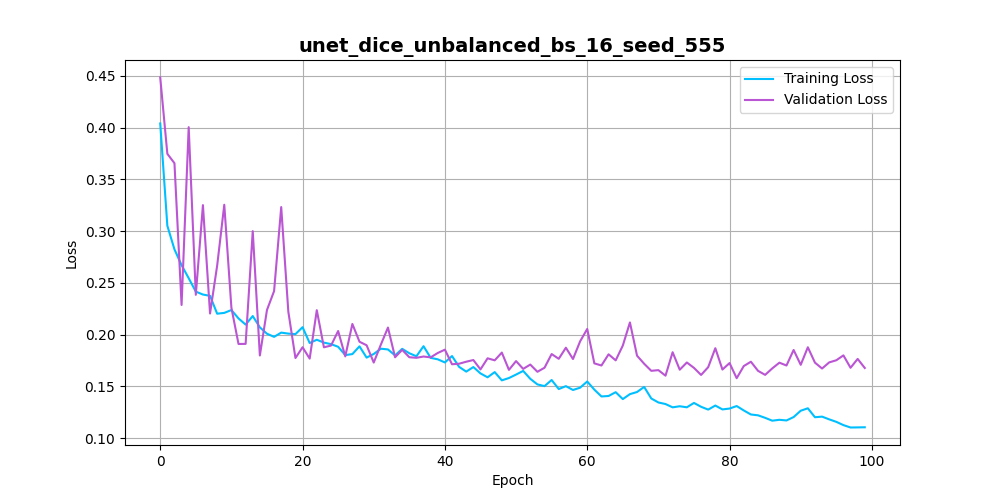 unet_dice_unbalanced_bs_16_seed_555
Training Loss
Validation Loss
0.45
0.40
0.35
0.30
0.25
0.20
0.15
0.10
Loss
0 20 40 60 80 100
Epoch